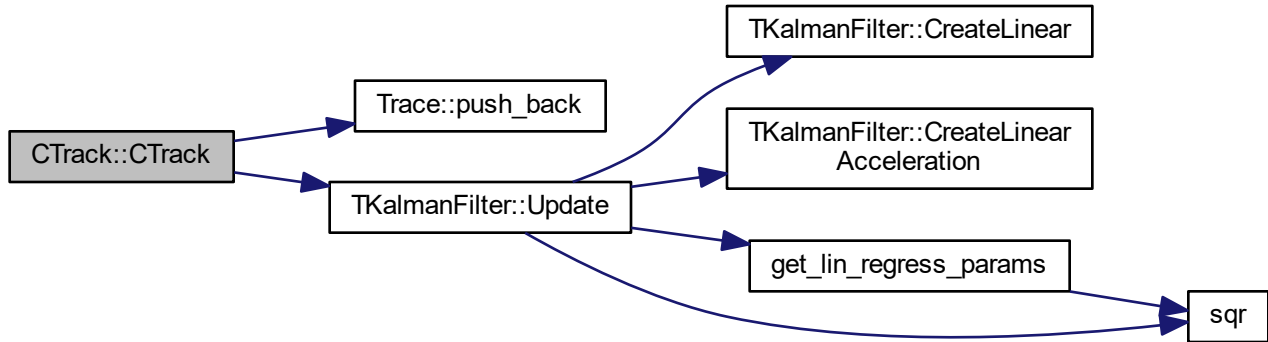 TKalmanFilter::CreateLinear
Trace::push_back
TKalmanFilter::CreateLinear
Acceleration
CTrack::CTrack
TKalmanFilter::Update
get_lin_regress_params
sqr